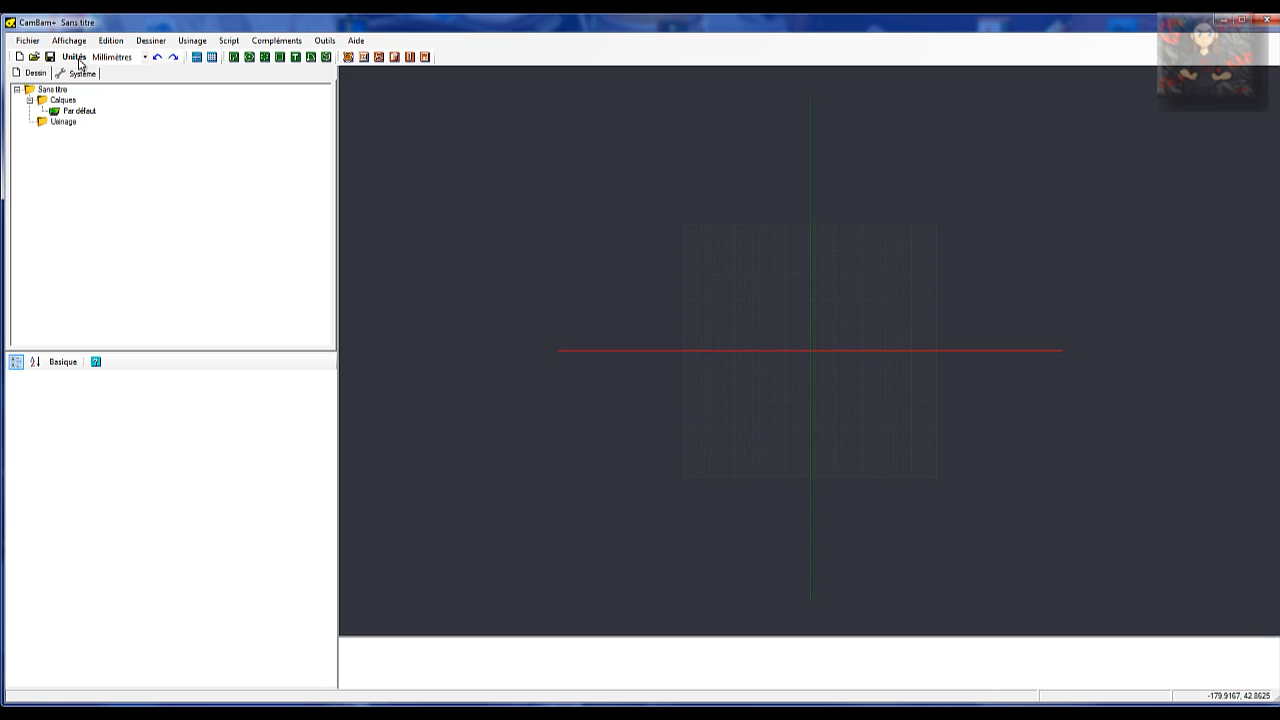 CamBam+ Sans titre
Fichier Affichage Edition Dessiner Usinage Script Compléments Outils Aide
Unités Millimètres
Dessin Système
Sans titre
Calques
Par défaut
Usinage
Basique
-179.9167, 42.8625